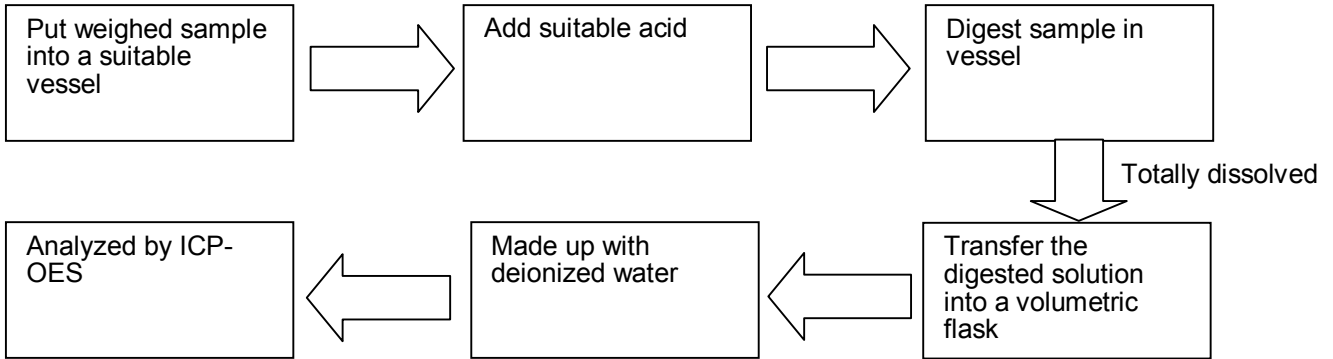 Put weighed sample
into a suitable
vessel
Add suitable acid
Digest sample in
vessel
Totally dissolved
Transfer the
digested solution
into a volumetric
flask
Made up with
deionized water
Analyzed by ICP-
OES